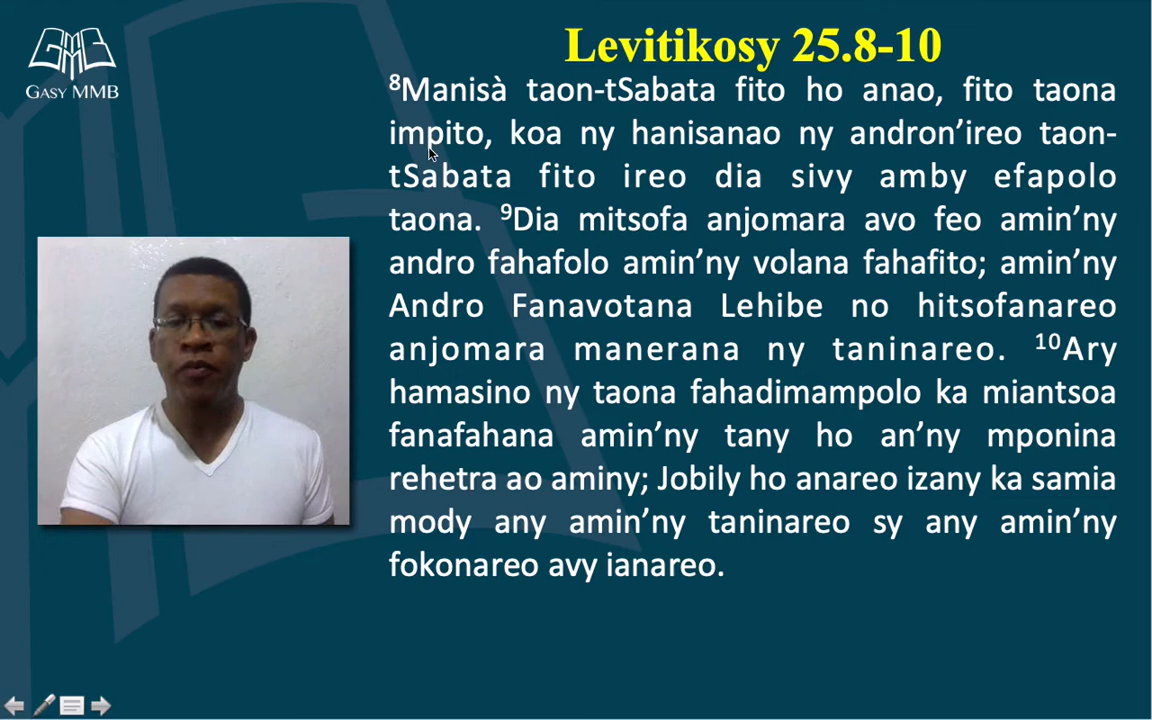 GASY MMB
Levitikosy 25.8-10
⁸Manisà taon-tSabata fito ho anao, fito taona
impito, koa ny hanisanao ny andron’ireo taon-
tSabata fito ireo dia sivy amby efapolo
taona. ⁹Dia mitsofa anjomara avo feo amin’ny
andro fahafolo amin’ny volana fahafito; amin’ny
Andro Fanavotana Lehibe no hitsofanareo
anjomara manerana ny taninareo. ¹⁰Ary
hamasino ny taona fahadimampolo ka miantsoa
fanafahana amin’ny tany ho an’ny mponina
rehetra ao aminy; Jobily ho anareo izany ka samia
mody any amin’ny taninareo sy any amin’ny
fokonareo avy ianareo.